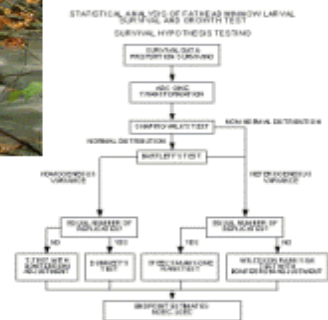 STATISTICAL ANALYSIS OF FATHEAD MINNOW LARVAL
SURVIVAL AND GROWTH TEST
SURVIVAL HYPOTHESIS TESTING
SURVIVAL DATA
PROPORTION SURVIVING
ARC SINE
TRANSFORMATION
SHAPIRO-WILK'S TEST
NON-NORMAL DISTRIBUTION
NORMAL DISTRIBUTION
BARTLETT'S TEST
HOMOGENEOUS
VARIANCE
HETEROGENEOUS
VARIANCE
EQUAL NUMBER OF
REPLICATES?
EQUAL NUMBER OF
REPLICATES?
NO
YES
YES
NO
T-TEST WITH
BONFERRONI
ADJUSTMENT
DUNNETT'S
TEST
STEEL'S MANY-ONE
RANK TEST
WILCOXON RANK SUM
TEST WITH
BONFERRONI ADJUSTMENT
ENDPOINT ESTIMATES
NOEC, LOEC